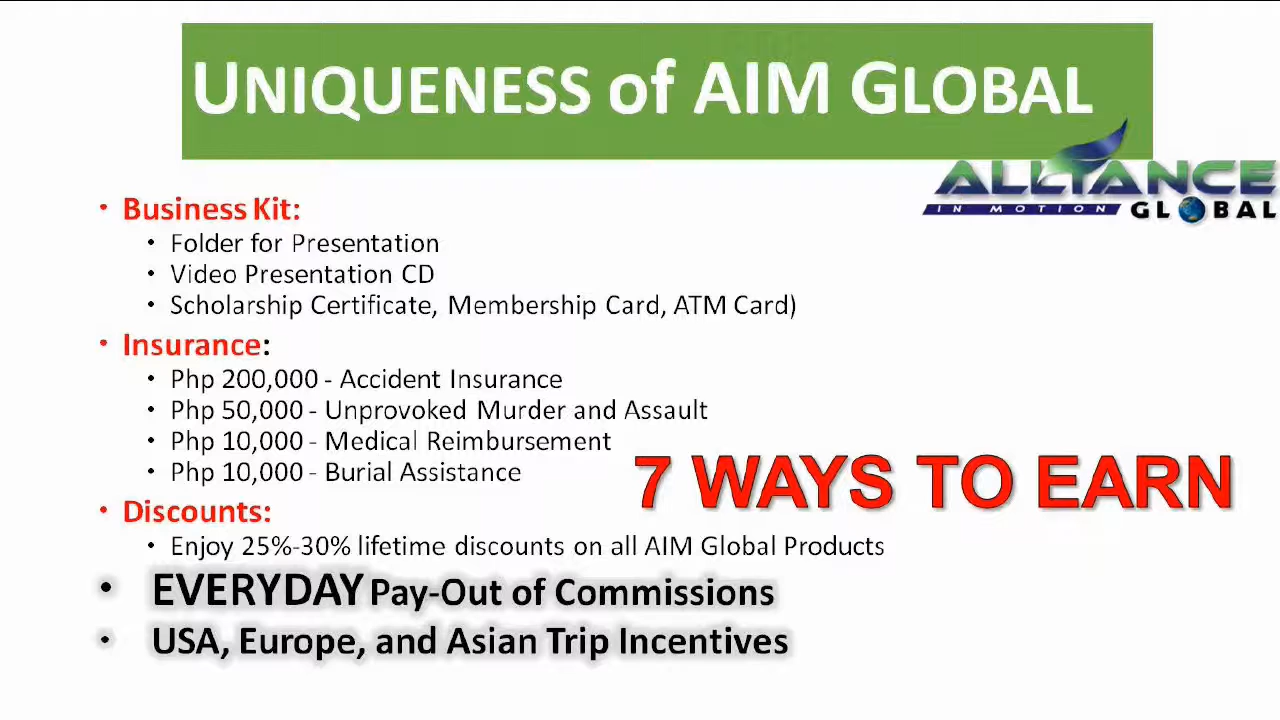 UNIQUENESS of AIM GLOBAL
ALLIANCE
IN MOTION GLOBAL
• Business Kit:
• Folder for Presentation
• Video Presentation CD
• Scholarship Certificate, Membership Card, ATM Card)
• Insurance:
• Php 200,000 - Accident Insurance
• Php 50,000 - Unprovoked Murder and Assault
• Php 10,000 - Medical Reimbursement
• Php 10,000 - Burial Assistance
7 WAYS TO EARN
• Discounts:
• Enjoy 25%-30% lifetime discounts on all AIM Global Products
• EVERYDAY Pay-Out of Commissions
• USA, Europe, and Asian Trip Incentives